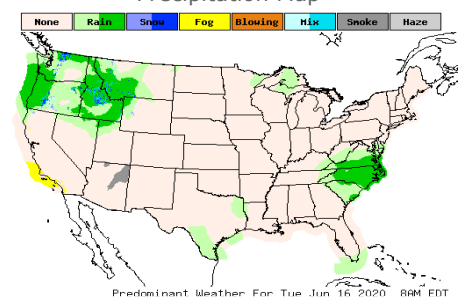 Precipitation Map
None Rain Snow Fog Blowing Mix Smoke Haze
Predominant Weather For Tue Jun 16 2020 8AM EDT